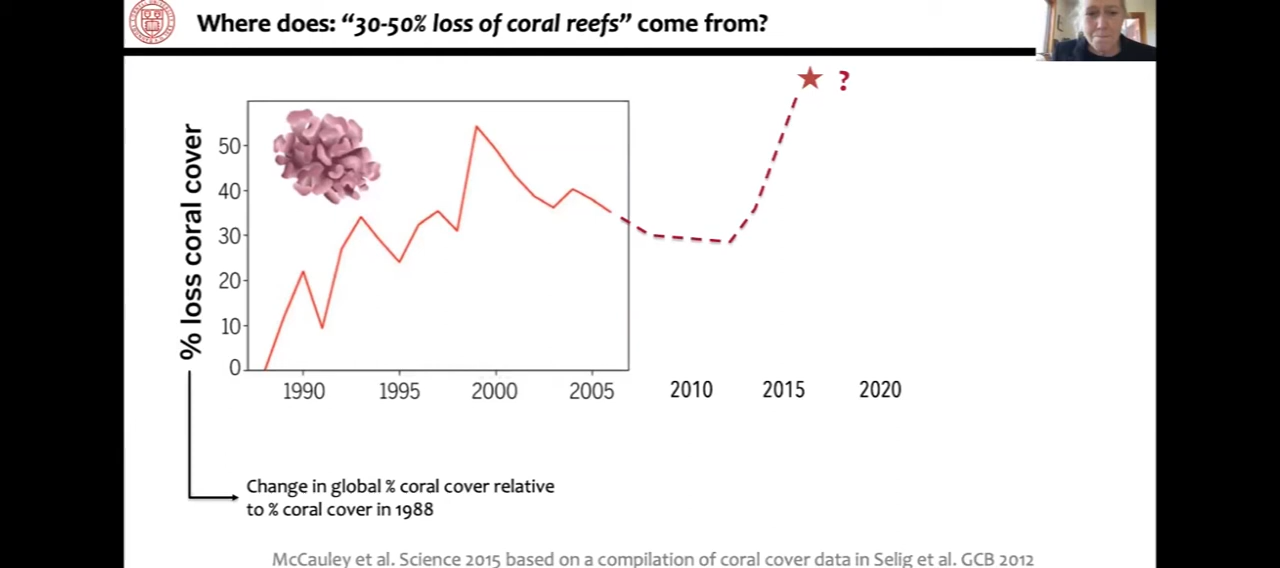 Where does: “30-50% loss of coral reefs” come from?
?
% loss coral cover
50
40
30
20
10
0
1990 1995 2000 2005 2010 2015 2020
Change in global % coral cover relative
to % coral cover in 1988
McCauley et al. Science 2015 based on a compilation of coral cover data in Selig et al. GCB 2012